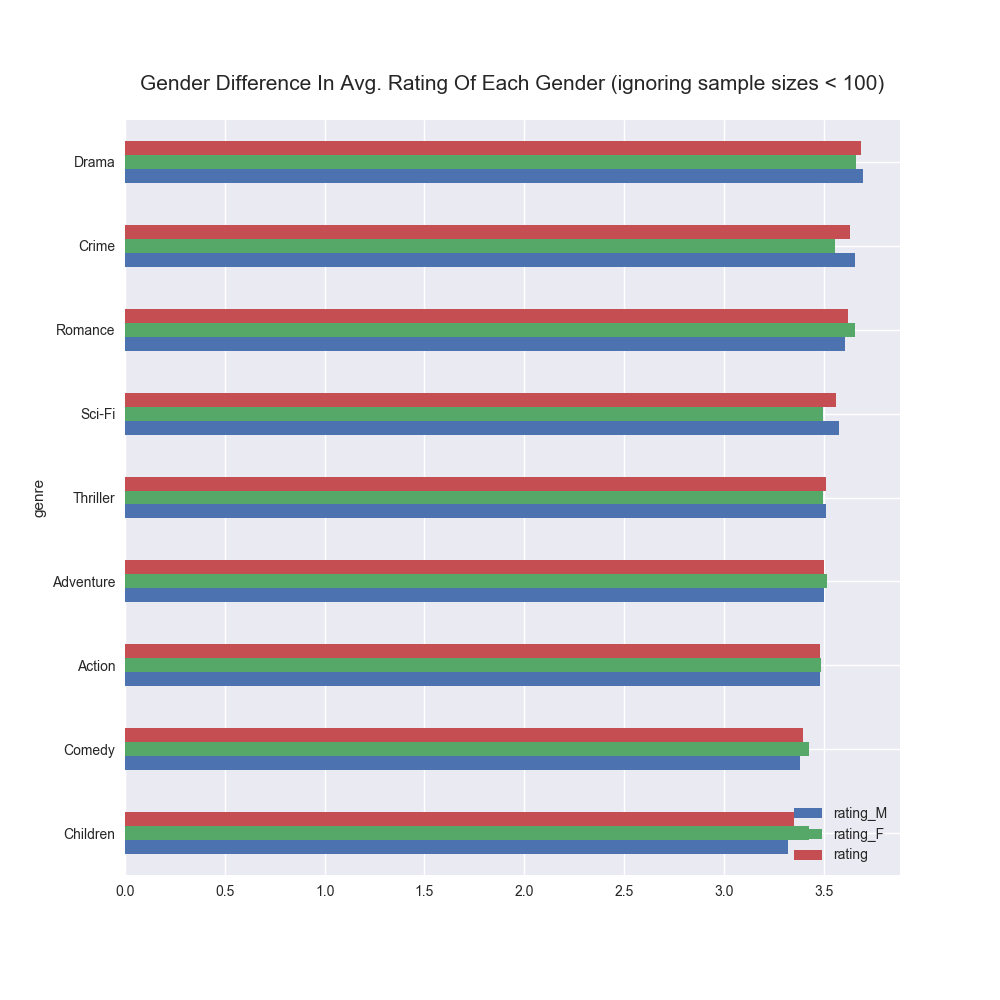 Gender Difference In Avg. Rating Of Each Gender (ignoring sample sizes < 100)
Drama
Crime
Romance
Sci-Fi
Thriller
Adventure
Action
Comedy
Children
genre
rating_M
rating_F
rating
0.0 0.5 1.0 1.5 2.0 2.5 3.0 3.5